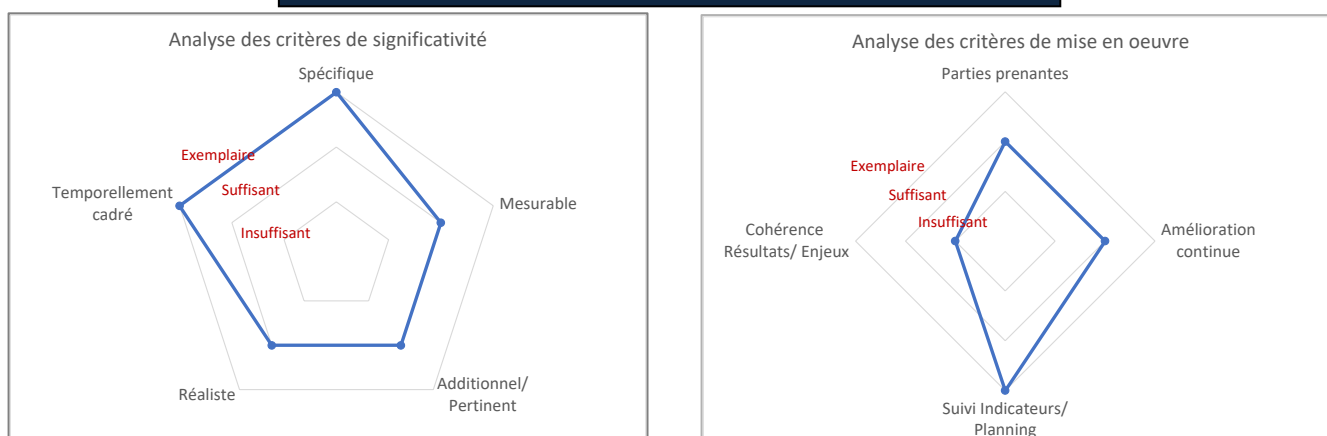 Analyse des critères de significativité
Spécifique
Exemplaire
Suffisant
Insuffisant
Temporellement
cadré
Mesurable
Réaliste
Additionnel/
Pertinent
Analyse des critères de mise en oeuvre
Parties prenantes
Exemplaire
Suffisant
Insuffisant
Cohérence
Résultats/ Enjeux
Amélioration
continue
Suivi Indicateurs/
Planning